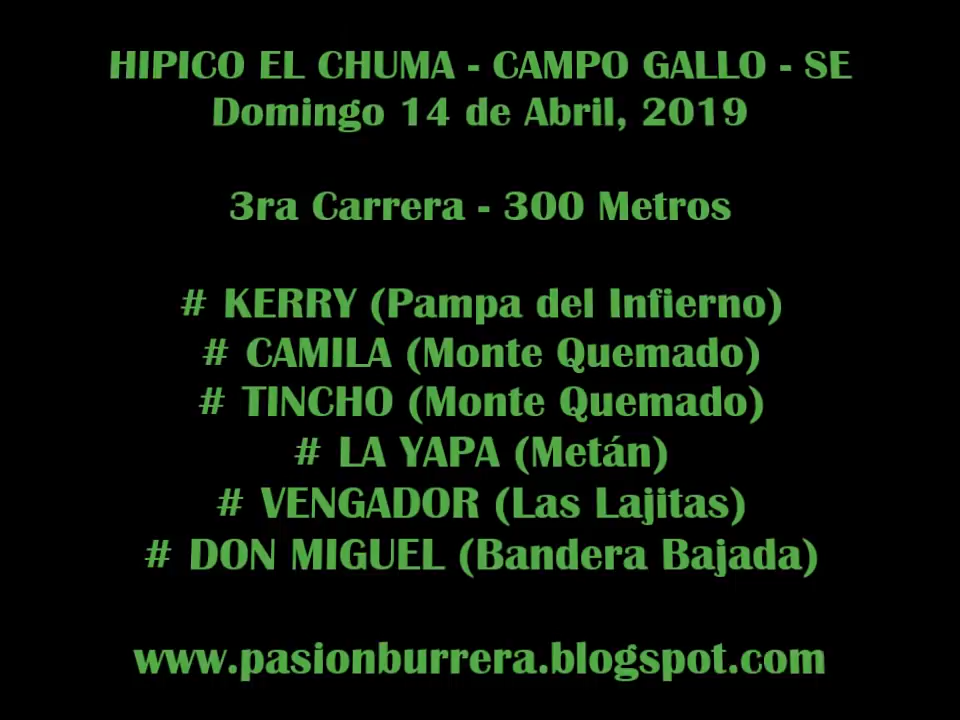 HIPICO EL CHUMA - CAMPO GALLO - SE
Domingo 14 de Abril, 2019
3ra Carrera - 300 Metros
# KERRY (Pampa del Infierno)
# CAMILA (Monte Quemado)
# TINCHO (Monte Quemado)
# LA YAPA (Metán)
# VENGADOR (Las Lajitas)
# DON MIGUEL (Bandera Bajada)
www.pasionburrera.blogspot.com